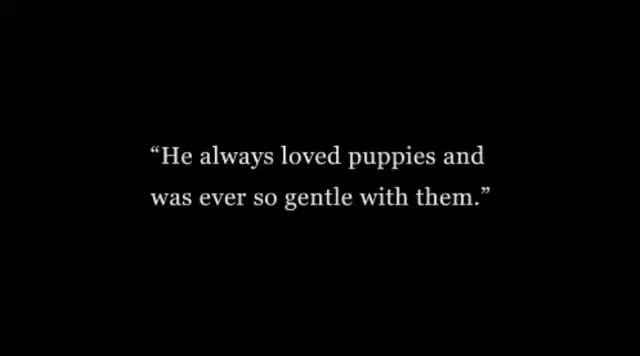 “He always loved puppies and
was ever so gentle with them.”